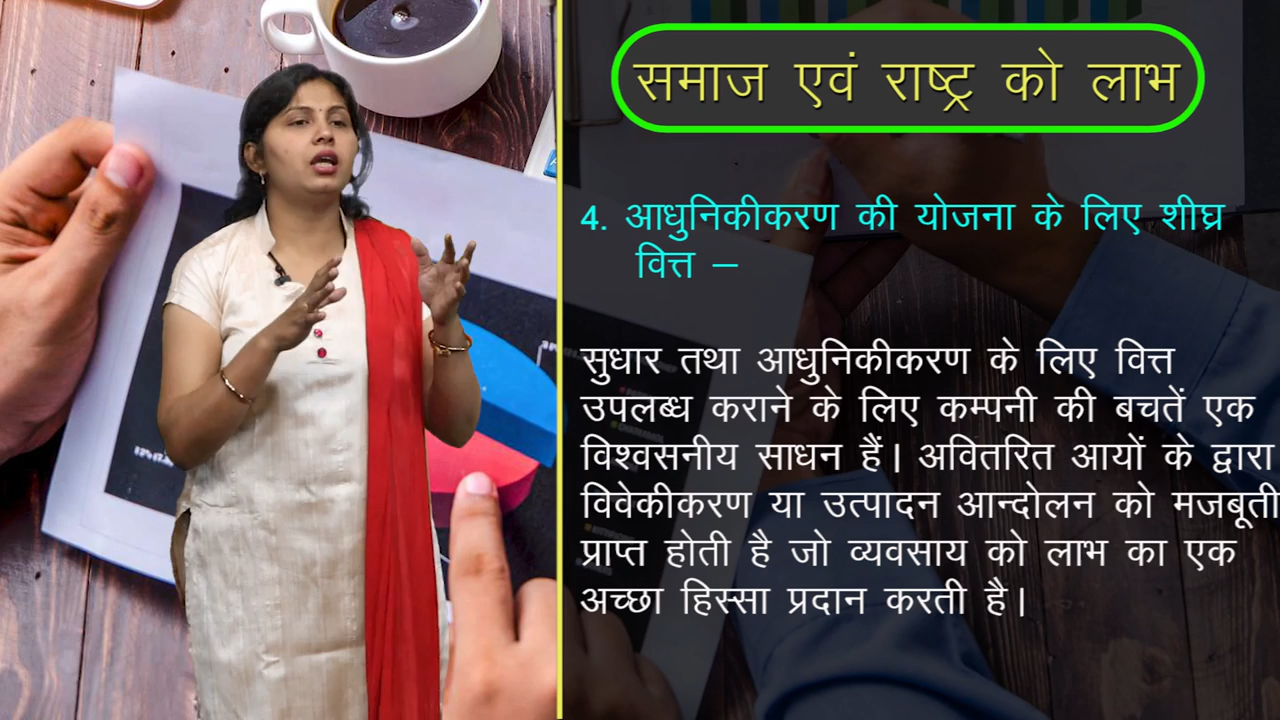 समाज एवं राष्ट्र को लाभ
4. आधुनिकीकरण की योजना के लिए शीघ्र
वित्त –
सुधार तथा आधुनिकीकरण के लिए वित्त
उपलब्ध कराने के लिए कम्पनी की बचतें एक
विश्वसनीय साधन हैं। अवितरित आयों के द्वारा
विवेकीकरण या उत्पादन आन्दोलन को मजबूती
प्राप्त होती है जो व्यवसाय को लाभ का एक
अच्छा हिस्सा प्रदान करती है।